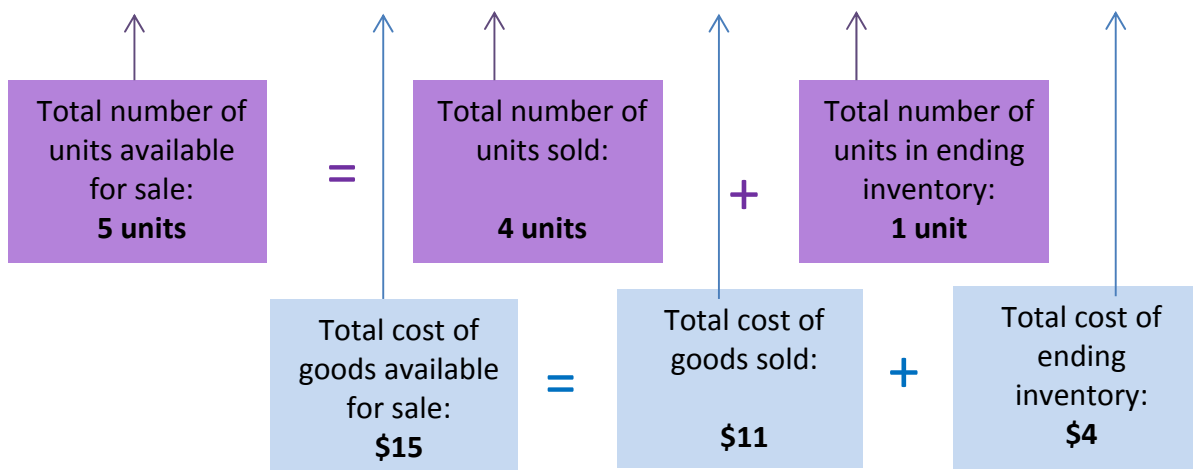 Total number of
units available
for sale:
5 units
=
Total number of
units sold:
4 units
+
Total number of
units in ending
inventory:
1 unit
Total cost of
goods available
for sale:
$15
=
Total cost of
goods sold:
$11
+
Total cost of
ending
inventory:
$4